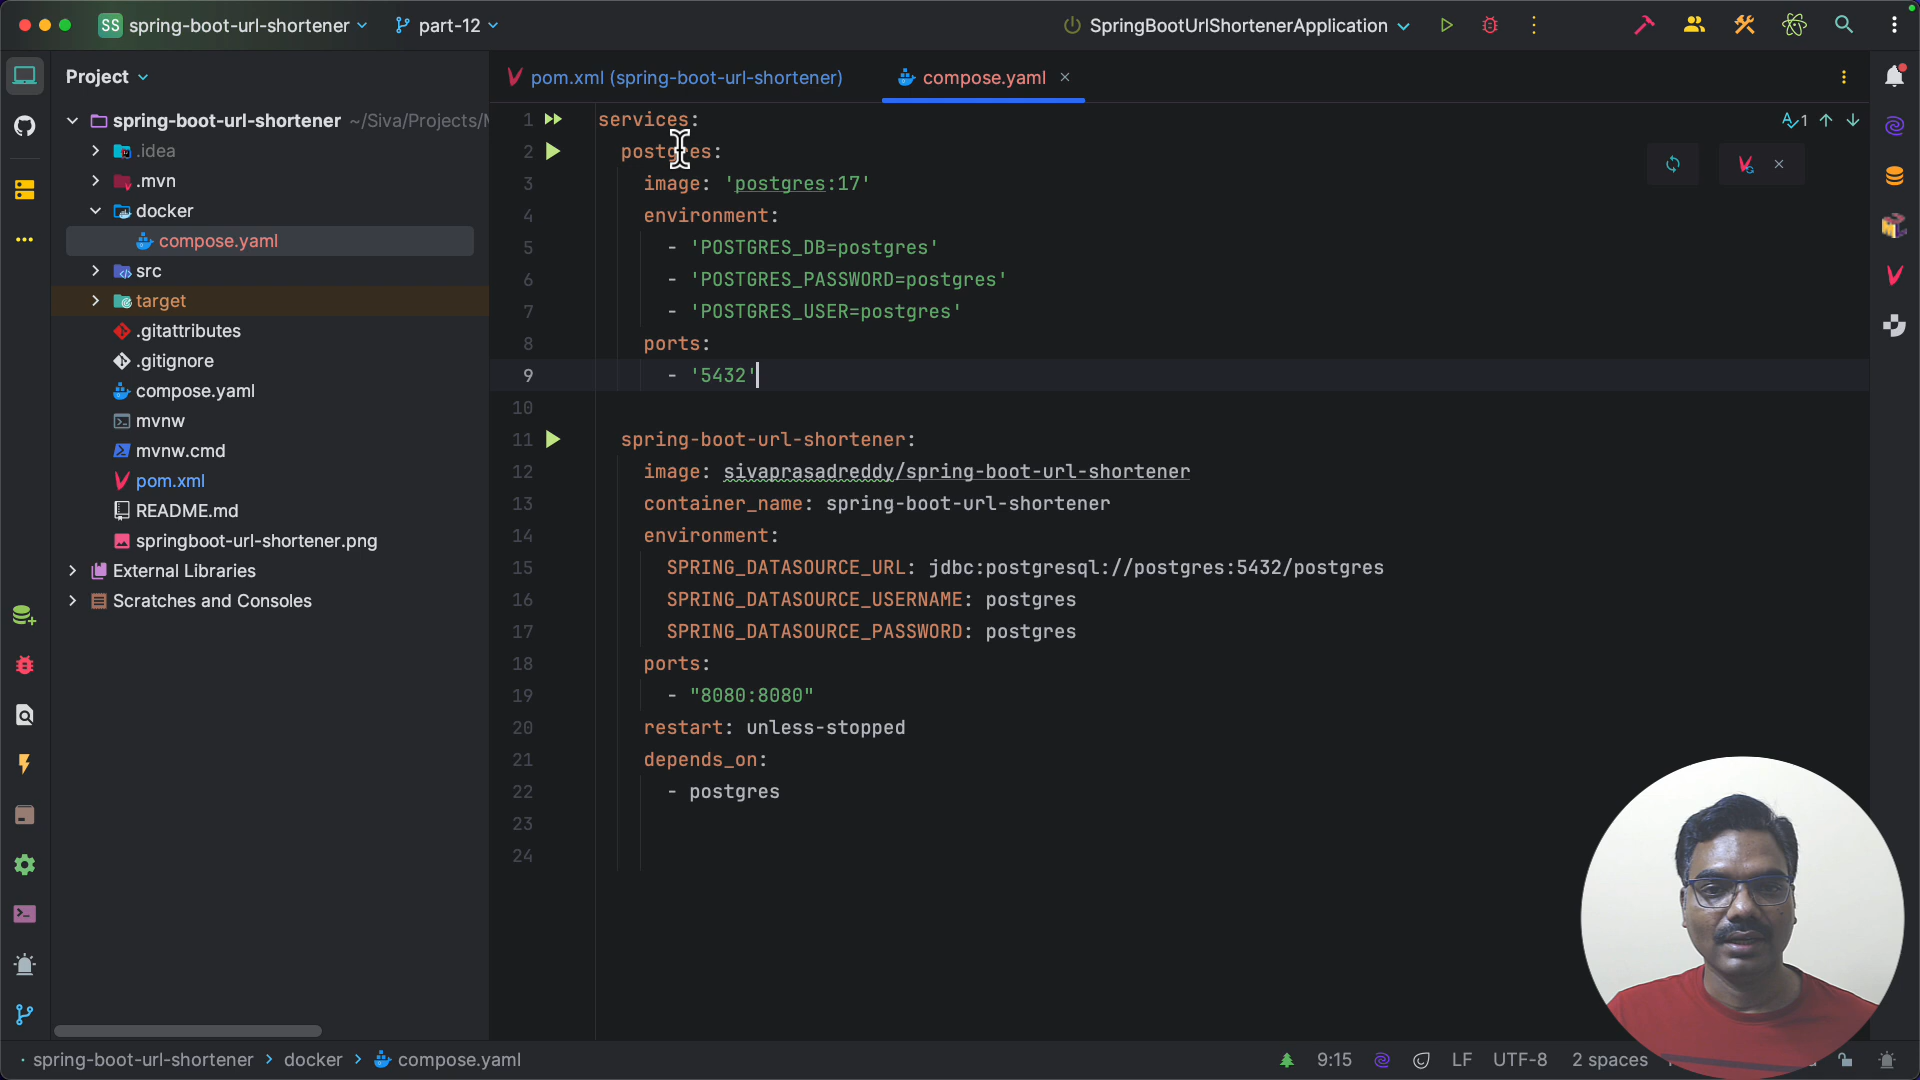 SS spring-boot-url-shortener part-12 SpringBootUrlShortenerApplication
Project
pom.xml (spring-boot-url-shortener) compose.yaml
spring-boot-url-shortener ~/Siva/Projects/
.idea
.mvn
docker
compose.yaml
src
target
.gitattributes
.gitignore
compose.yaml
mvnw
mvnw.cmd
pom.xml
README.md
springboot-url-shortener.png
External Libraries
Scratches and Consoles
1 services:
2 postgres:
3 image: 'postgres:17'
4 environment:
5 - 'POSTGRES_DB=postgres'
6 - 'POSTGRES_PASSWORD=postgres'
7 - 'POSTGRES_USER=postgres'
8 ports:
9 - '5432'
10
11 spring-boot-url-shortener:
12 image: sivaprasadreddy/spring-boot-url-shortener
13 container_name: spring-boot-url-shortener
14 environment:
15 SPRING_DATASOURCE_URL: jdbc:postgresql://postgres:5432/postgres
16 SPRING_DATASOURCE_USERNAME: postgres
17 SPRING_DATASOURCE_PASSWORD: postgres
18 ports:
19 - "8080:8080"
20 restart: unless-stopped
21 depends_on:
22 - postgres
23
24
1
spring-boot-url-shortener > docker > compose.yaml
9:15 LF UTF-8 2 spaces